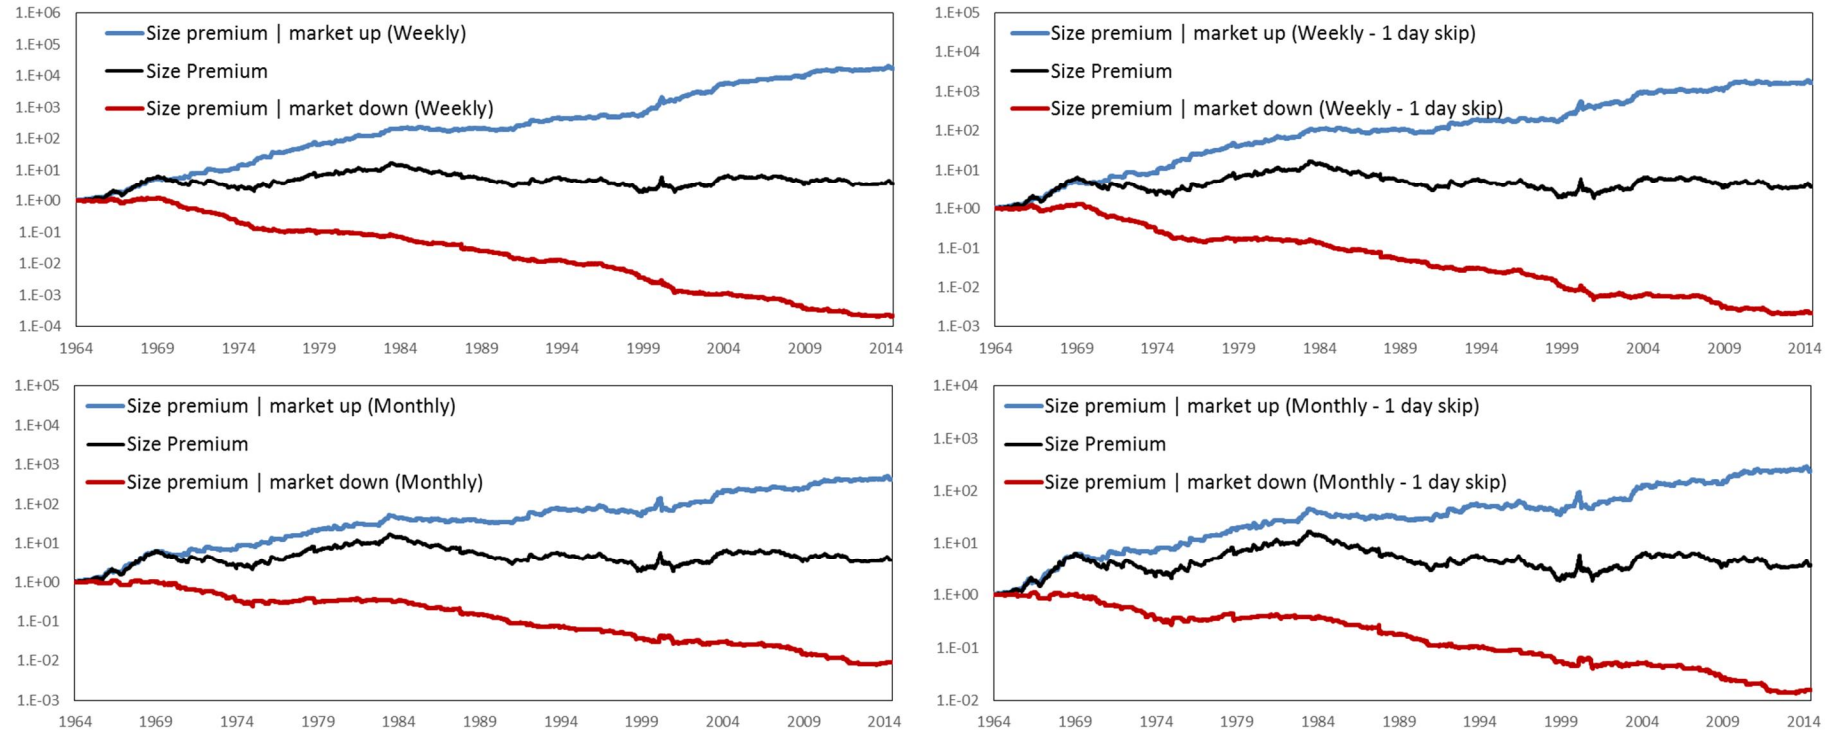 1.E+06
1.E+05
1.E+04
1.E+03
1.E+02
1.E+01
1.E+00
1.E-01
1.E-02
1.E-03
1.E-04
Size premium | market up (Weekly)
Size Premium
Size premium | market down (Weekly)
1964 1969 1974 1979 1984 1989 1994 1999 2004 2009 2014
1.E+05
1.E+04
1.E+03
1.E+02
1.E+01
1.E+00
1.E-01
1.E-02
1.E-03
Size premium | market up (Weekly - 1 day skip)
Size Premium
Size premium | market down (Weekly - 1 day skip)
1964 1969 1974 1979 1984 1989 1994 1999 2004 2009 2014
1.E+05
1.E+04
1.E+03
1.E+02
1.E+01
1.E+00
1.E-01
1.E-02
1.E-03
Size premium | market up (Monthly)
Size Premium
Size premium | market down (Monthly)
1964 1969 1974 1979 1984 1989 1994 1999 2004 2009 2014
1.E+04
1.E+03
1.E+02
1.E+01
1.E+00
1.E-01
1.E-02
Size premium | market up (Monthly - 1 day skip)
Size Premium
Size premium | market down (Monthly - 1 day skip)
1964 1969 1974 1979 1984 1989 1994 1999 2004 2009 2014